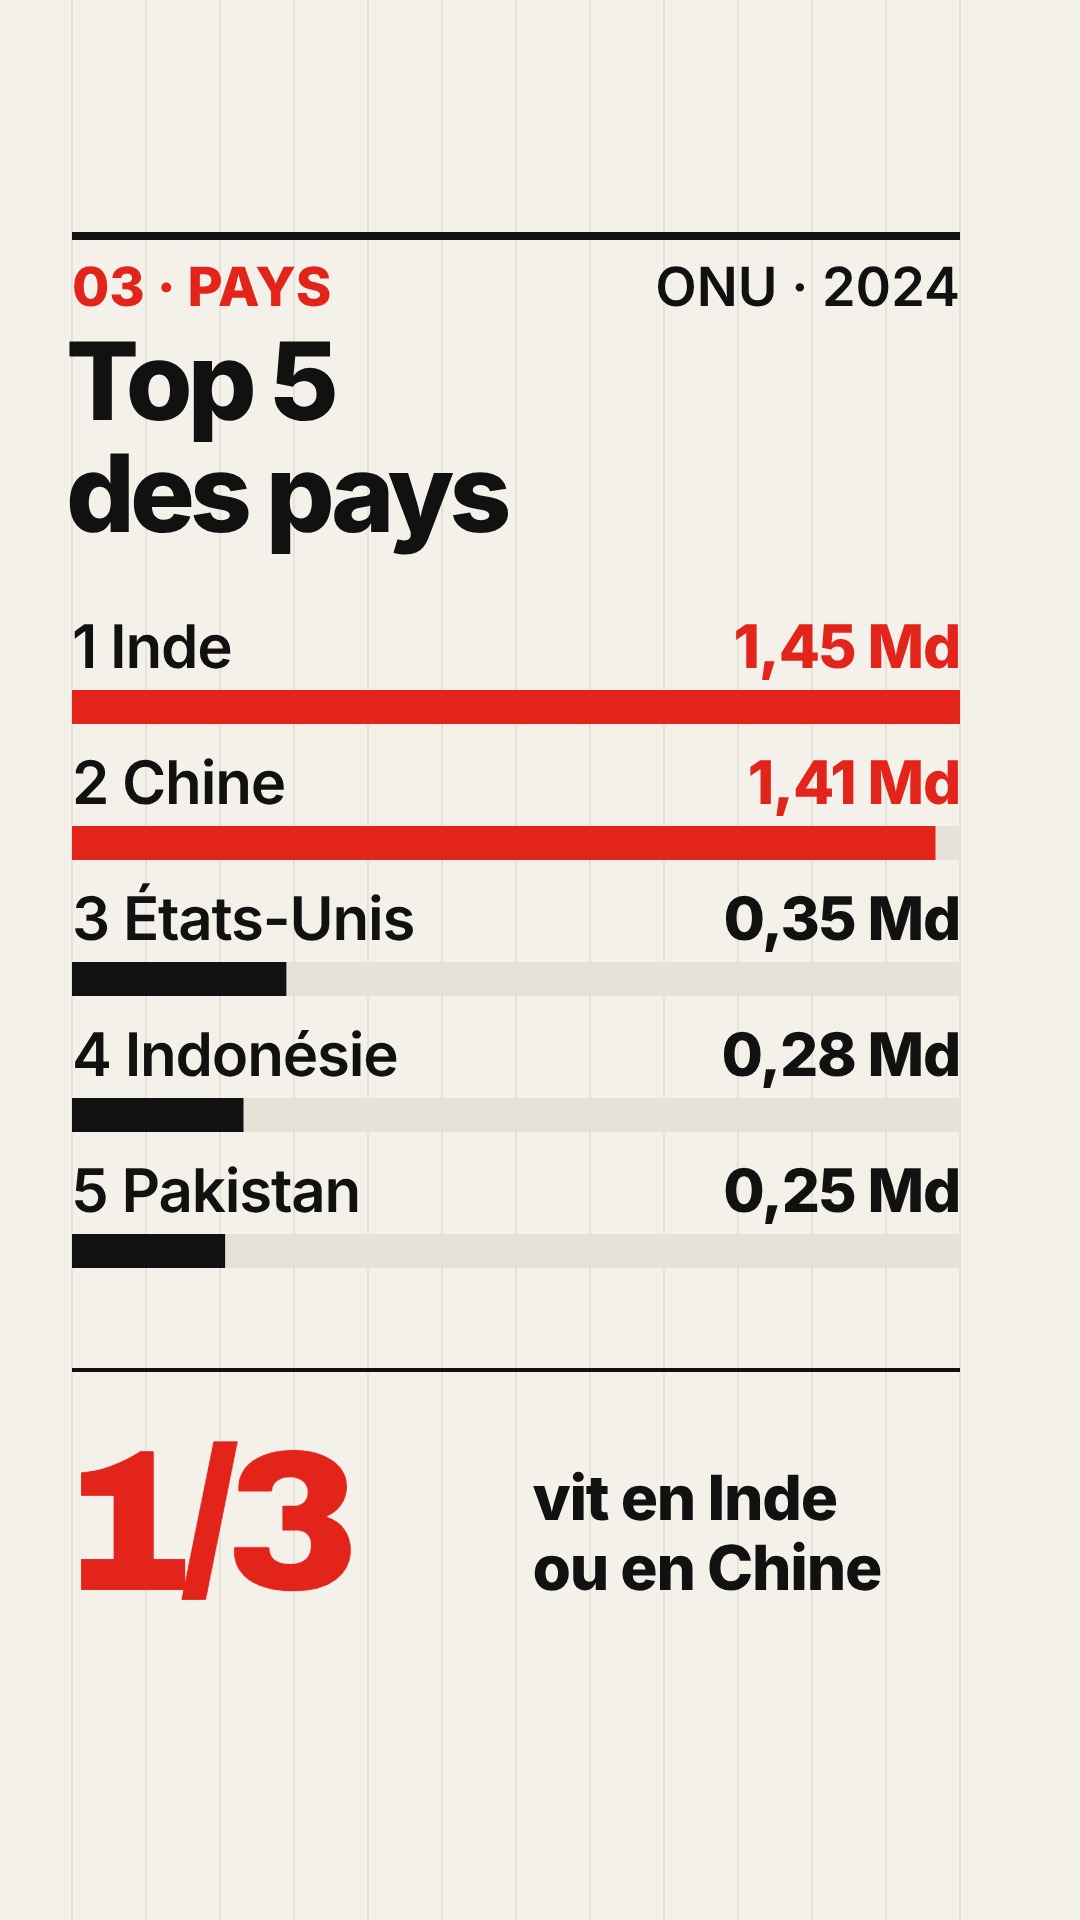 03 · PAYS
ONU · 2024
Top 5
des pays
1 Inde
1,45 Md
2 Chine
1,41 Md
3 États-Unis
0,35 Md
4 Indonésie
0,28 Md
5 Pakistan
0,25 Md
1/3
vit en Inde
ou en Chine